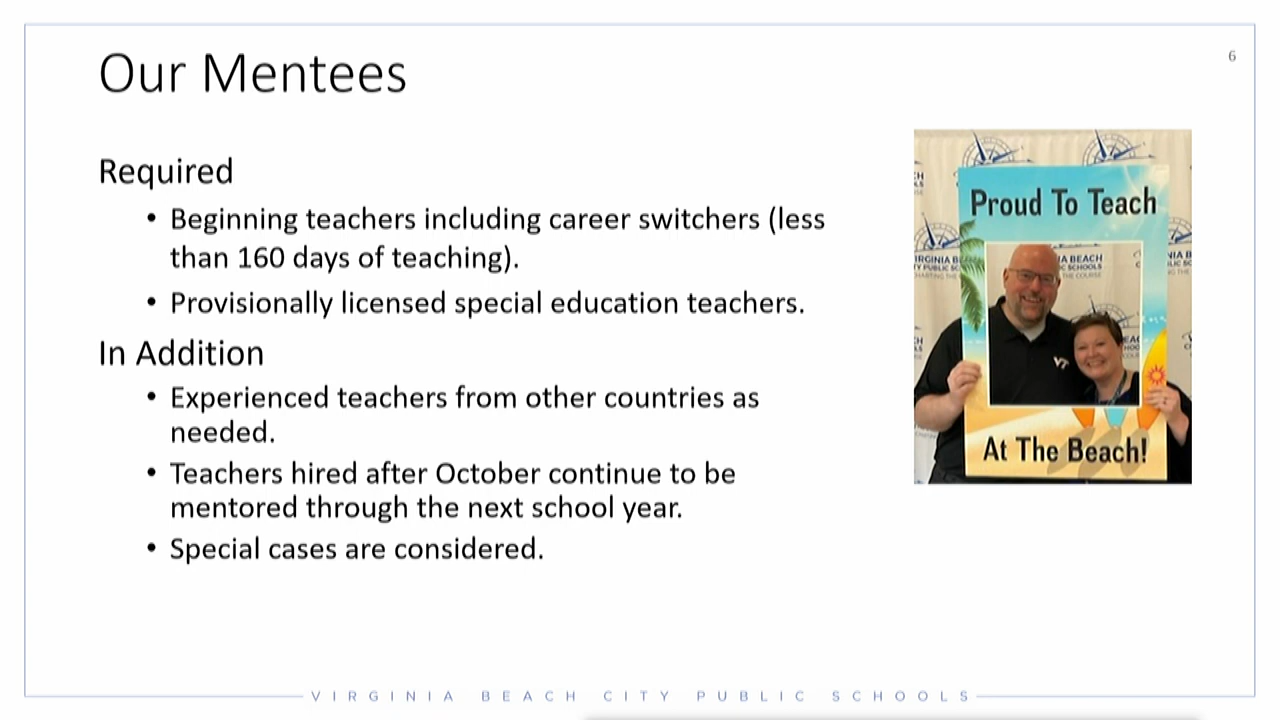 Our Mentees
6
Required
• Beginning teachers including career switchers (less
than 160 days of teaching).
• Provisionally licensed special education teachers.
In Addition
• Experienced teachers from other countries as
needed.
• Teachers hired after October continue to be
mentored through the next school year.
• Special cases are considered.
Proud To Teach
VT
At The Beach!
VIRGINIA BEACH CITY PUBLIC SCHOOLS